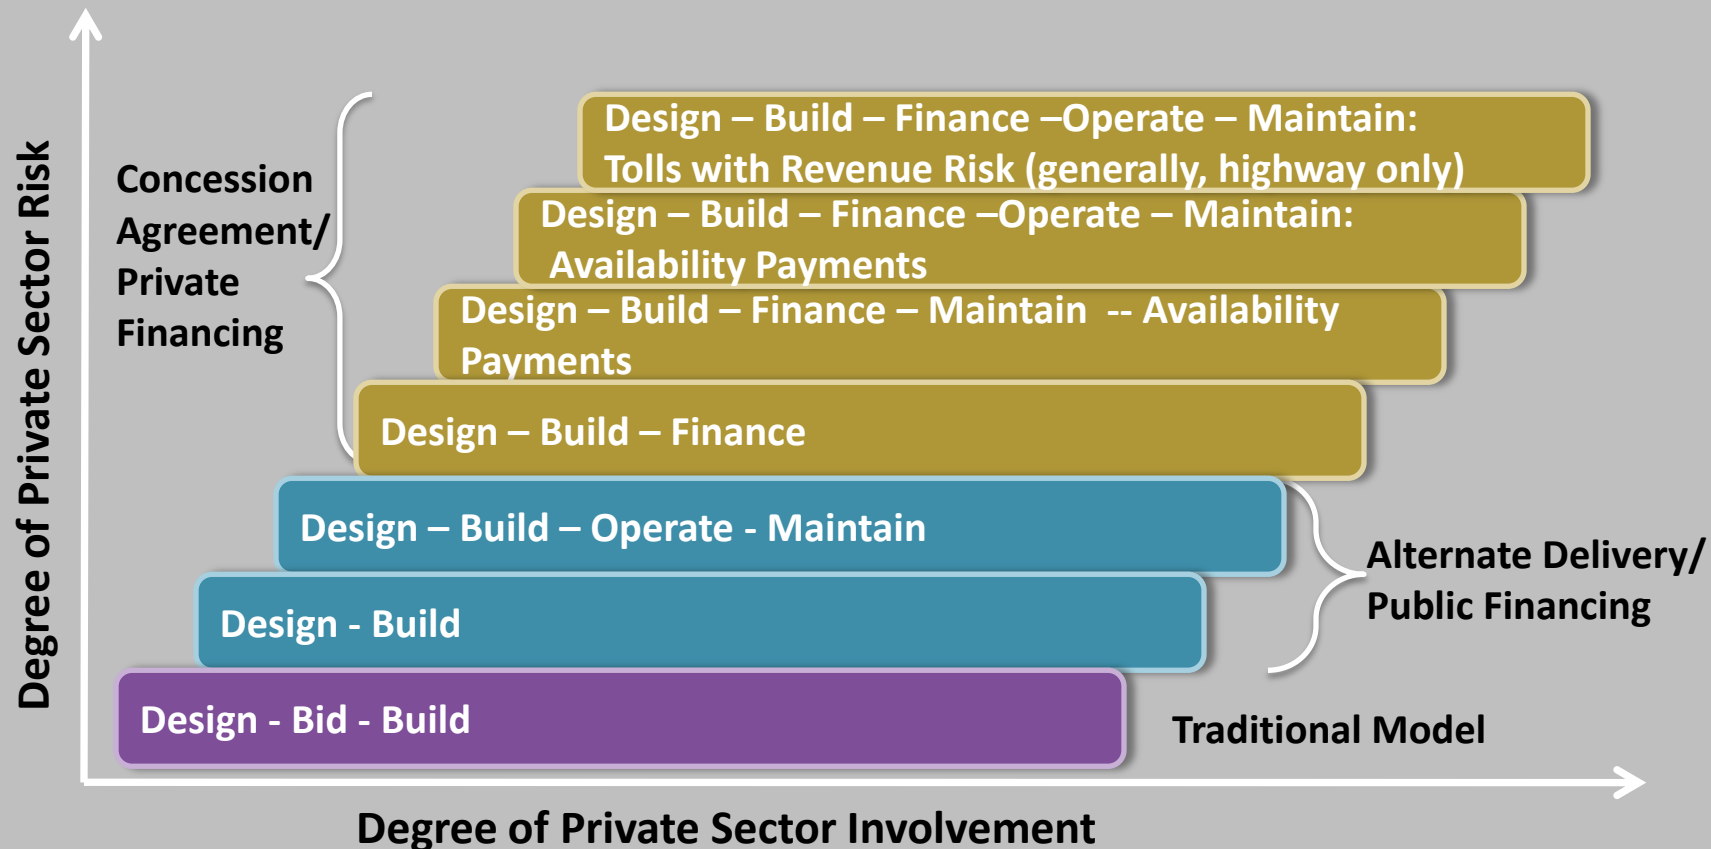 Degree of Private Sector Risk
Concession
Agreement/
Private
Financing
Design – Build – Finance –Operate – Maintain:
Tolls with Revenue Risk (generally, highway only)
Design – Build – Finance –Operate – Maintain:
Availability Payments
Design – Build – Finance – Maintain -- Availability
Payments
Design – Build – Finance
Design – Build – Operate - Maintain
Design - Build
Alternate Delivery/
Public Financing
Design - Bid - Build
Traditional Model
Degree of Private Sector Involvement